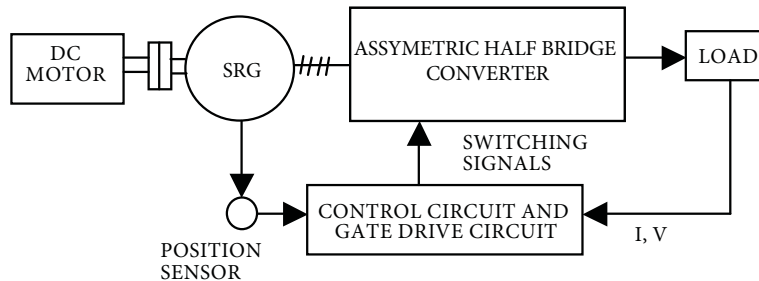 DC
MOTOR
SRG
ASSYMETRIC HALF BRIDGE
CONVERTER
LOAD
SWITCHING
SIGNALS
CONTROL CIRCUIT AND
GATE DRIVE CIRCUIT
I, V
POSITION
SENSOR